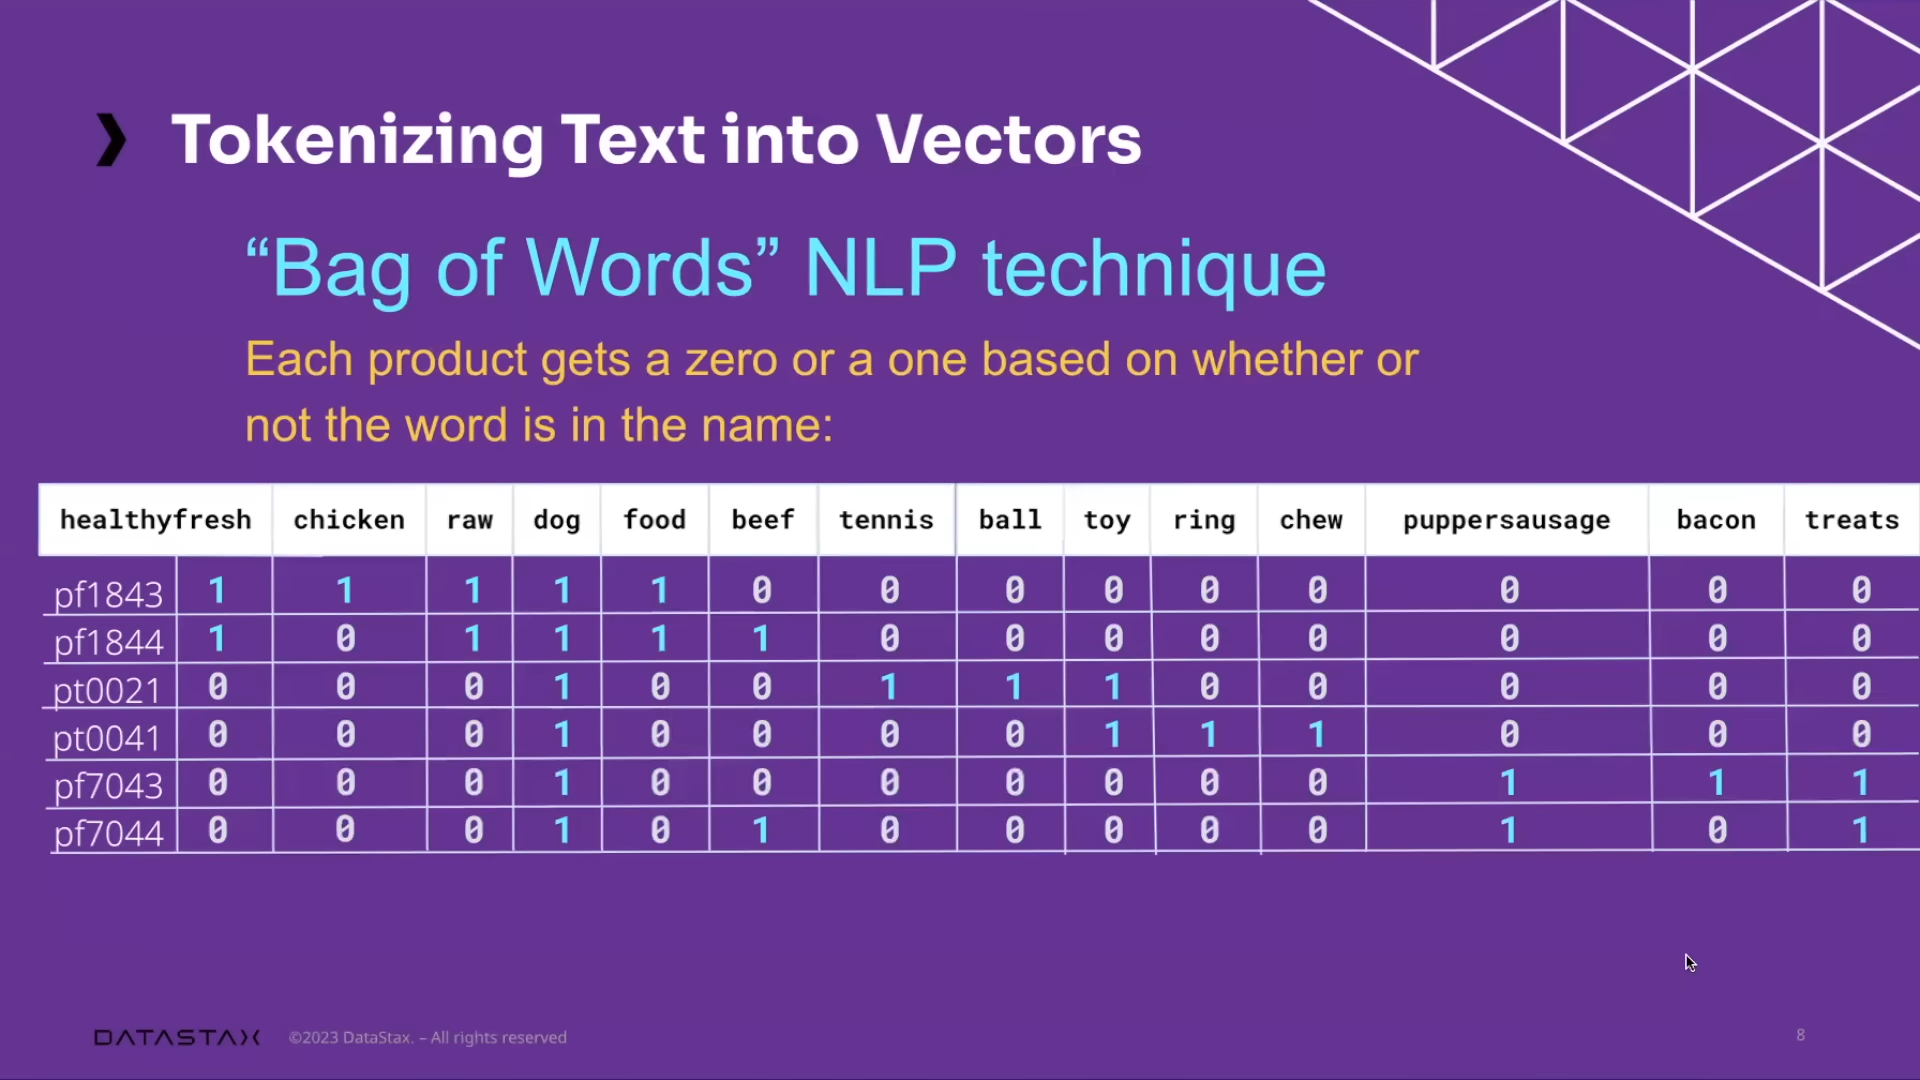 ❯ Tokenizing Text into Vectors
“Bag of Words” NLP technique
Each product gets a zero or a one based on whether or
not the word is in the name:
healthyfresh chicken raw dog food beef tennis ball toy ring chew puppersausage bacon treats
pf1843 1 1 1 1 1 0 0 0 0 0 0 0 0 0
pf1844 1 0 1 1 1 1 0 0 0 0 0 0 0 0
pt0021 0 0 0 1 0 0 1 1 1 0 0 0 0 0
pt0041 0 0 0 1 0 0 0 0 1 1 1 0 0 0
pf7043 0 0 0 1 0 0 0 0 0 0 0 1 1 1
pf7044 0 0 0 1 0 1 0 0 0 0 0 1 0 1
DATASTAX ©2023 DataStax. – All rights reserved 8